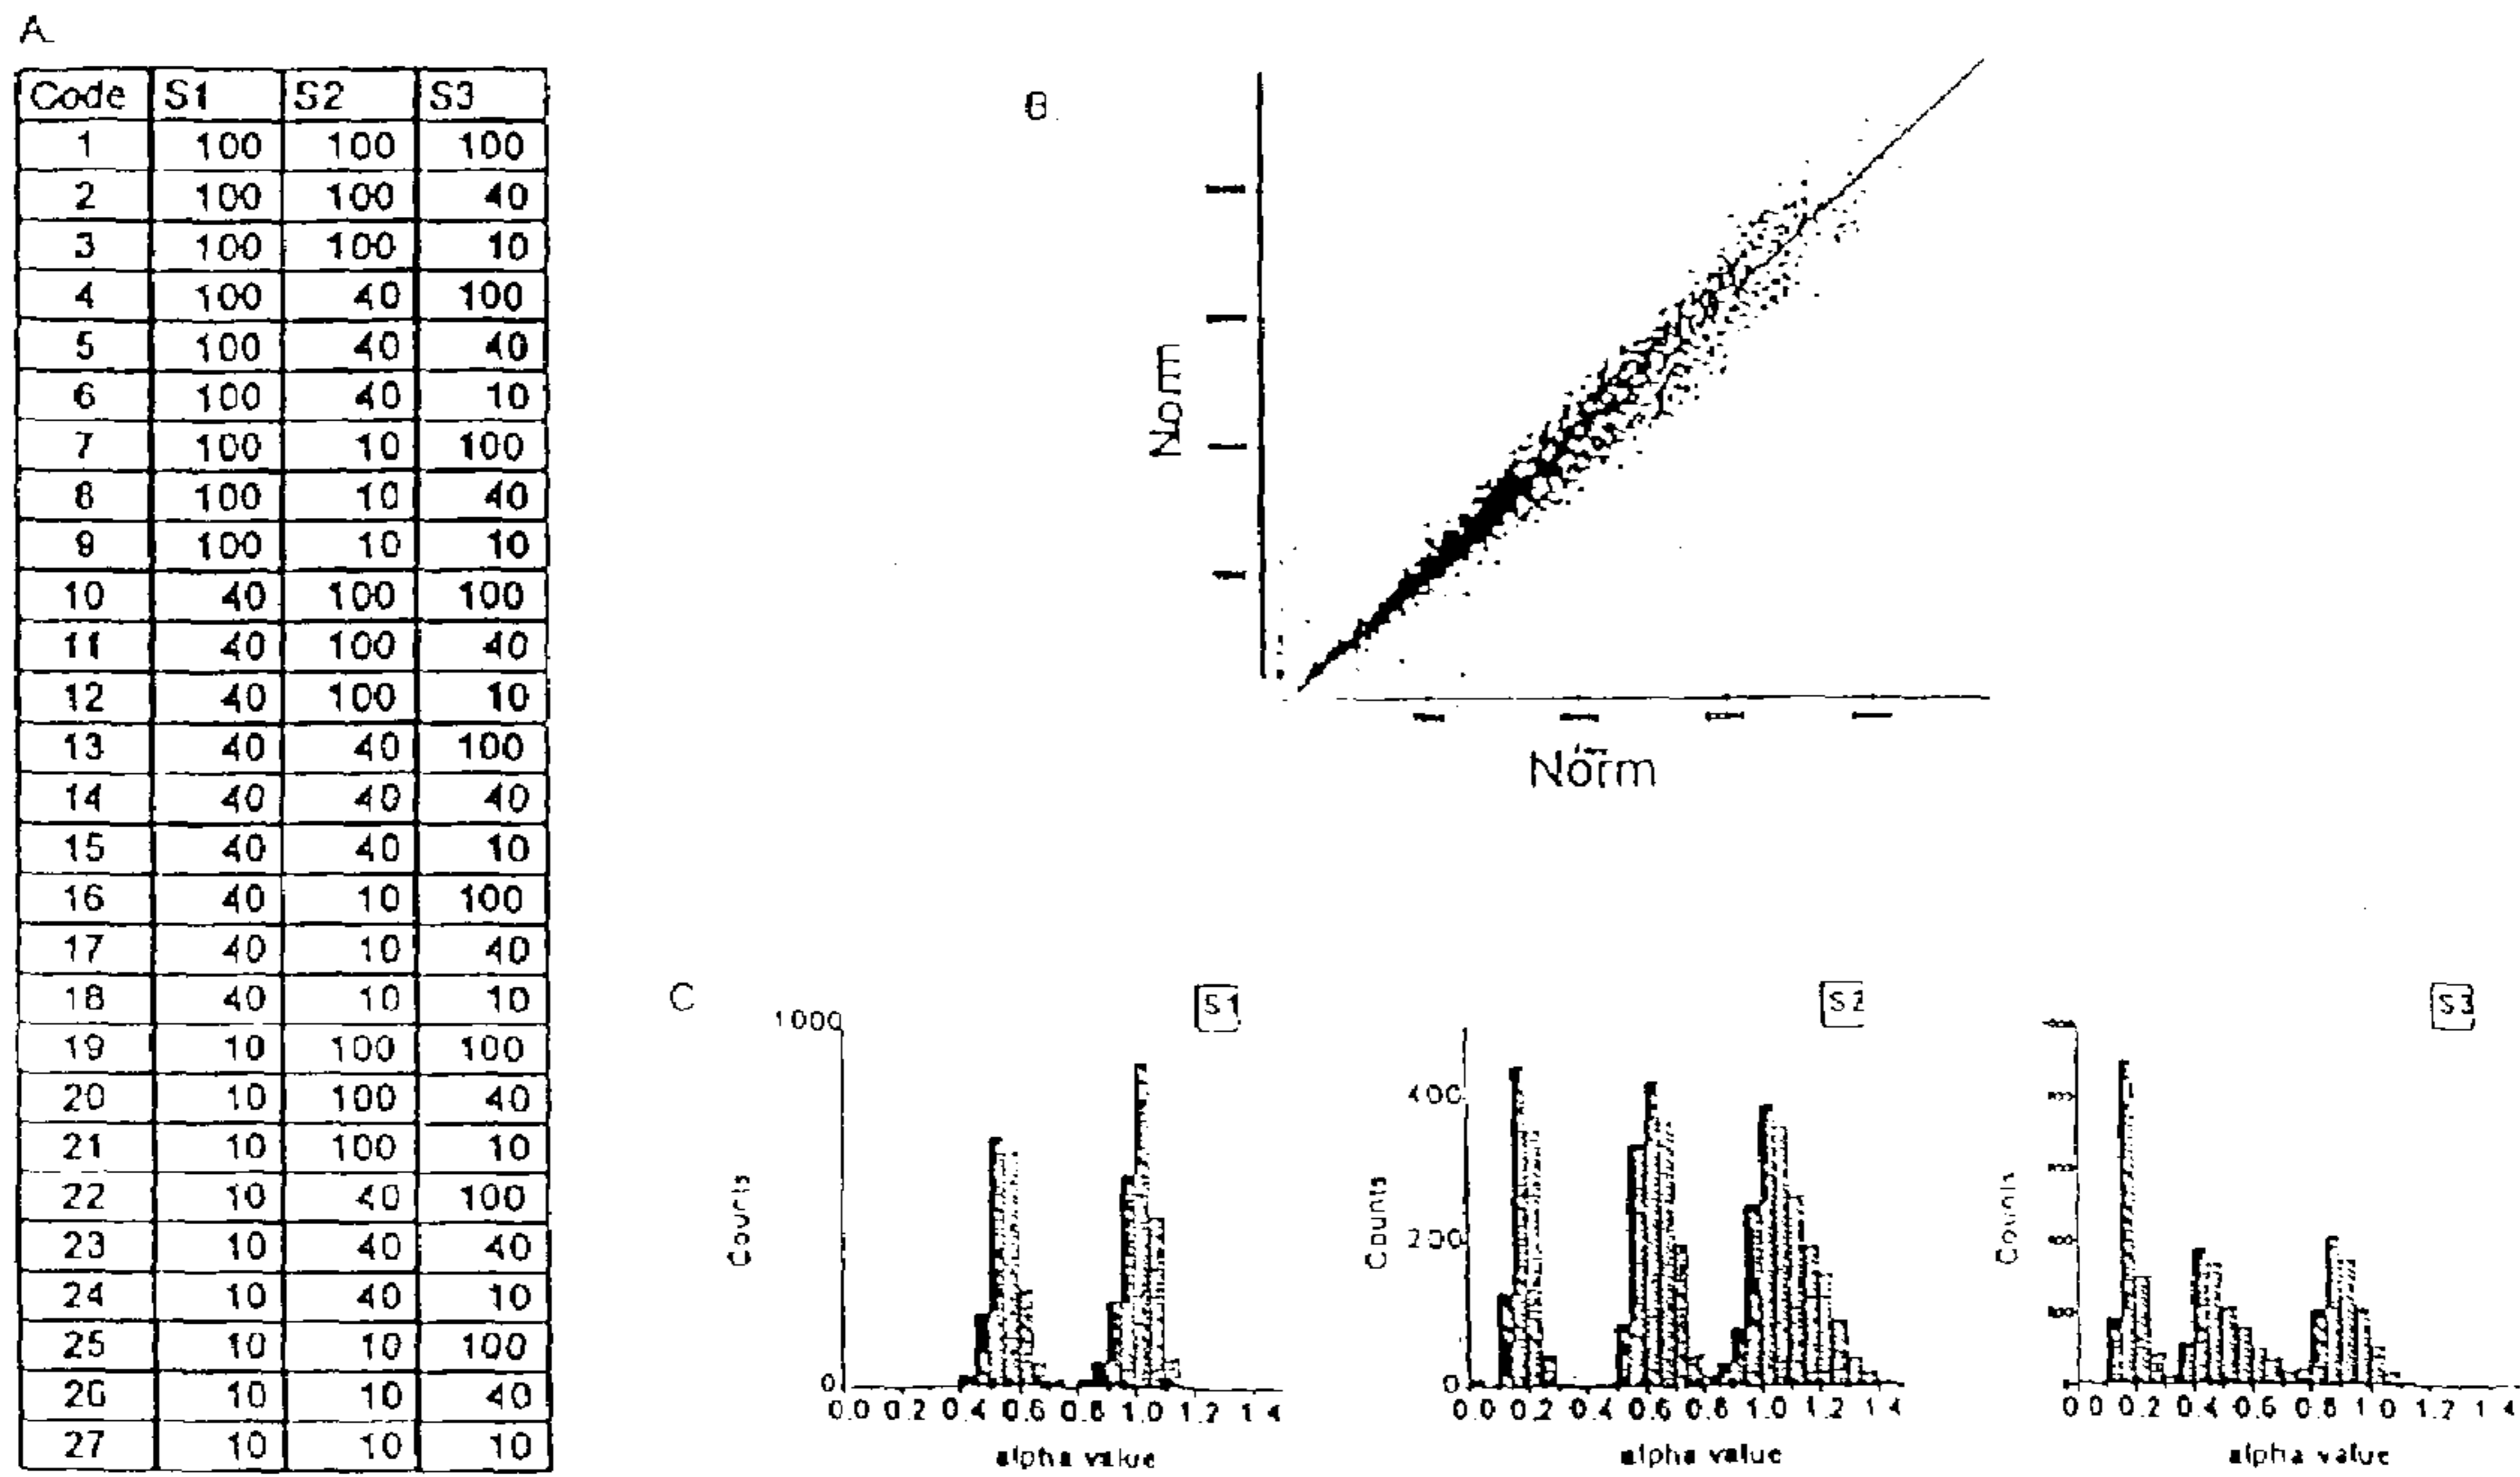 A
Code S1 S2 S3
1 100 100 100
2 100 100 40
3 100 100 10
4 100 40 100
5 100 40 40
6 100 40 10
7 100 10 100
8 100 10 40
9 100 10 10
10 40 100 100
11 40 100 40
12 40 100 10
13 40 40 100
14 40 40 40
15 40 40 10
16 40 10 100
17 40 10 40
18 40 10 10
19 10 100 100
20 10 100 40
21 10 100 10
22 10 40 100
23 10 40 40
24 10 40 10
25 10 10 100
26 10 10 40
27 10 10 10
B
Norm
Norm
C
S1
1000
0
Counts
0.0 0.2 0.4 0.6 0.8 1.0 1.2 1.4
alpha value
S2
400
200
0
Counts
0.0 0.2 0.4 0.6 0.8 1.0 1.2 1.4
alpha value
S3
Counts
0.0 0.2 0.4 0.6 0.8 1.0 1.2 1.4
alpha value